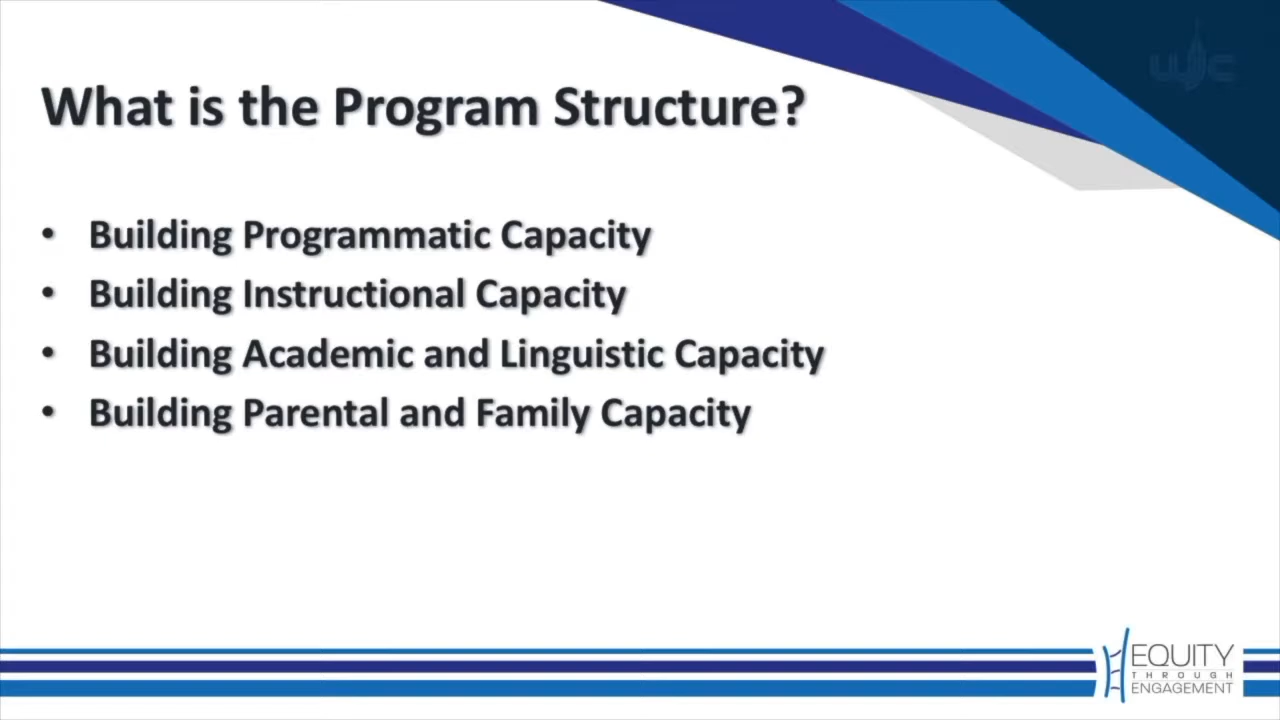 What is the Program Structure?
• Building Programmatic Capacity
• Building Instructional Capacity
• Building Academic and Linguistic Capacity
• Building Parental and Family Capacity
WJC
EQUITY
THROUGH
ENGAGEMENT